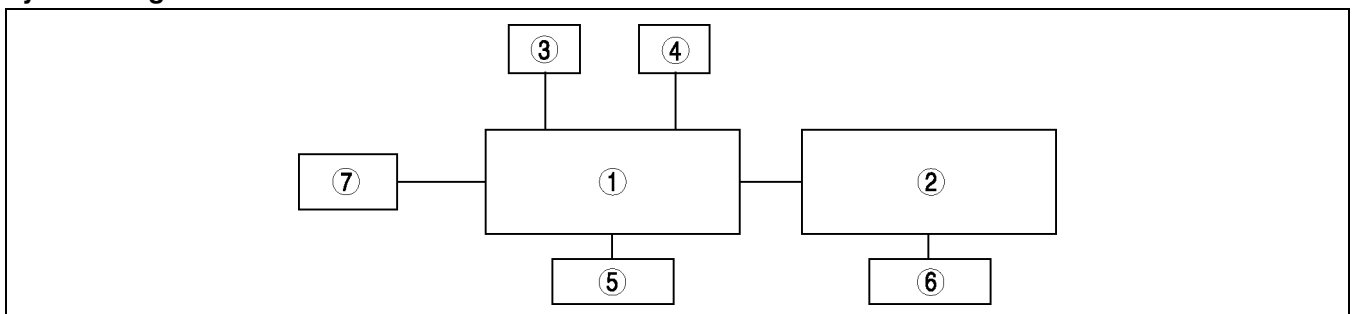 ③ ④
⑦ ① ②
⑤ ⑥